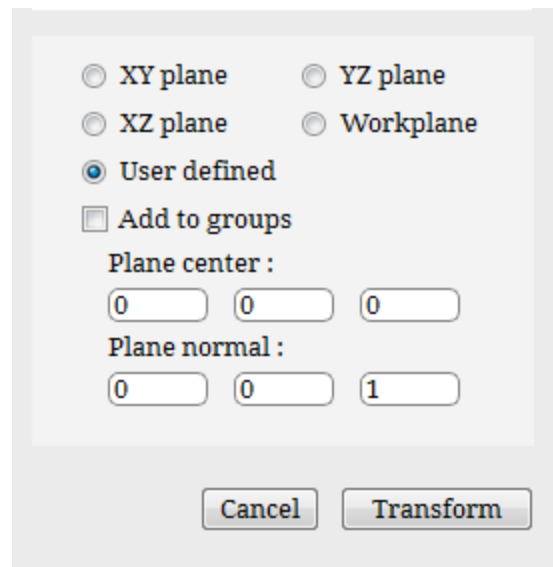 XY plane YZ plane
XZ plane Workplane
User defined
Add to groups
Plane center :
0 0 0
Plane normal :
0 0 1
Cancel Transform